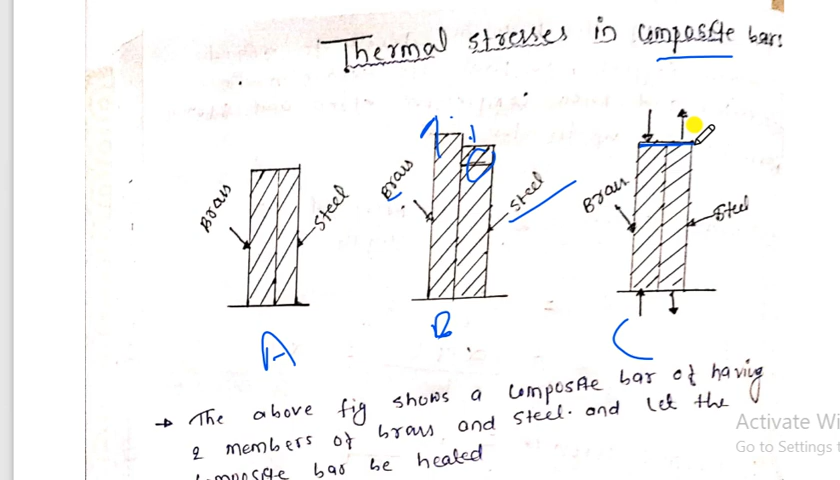 Thermal stresses in composite bars
Brass
Steel
Brass
Steel
Brass
Steel
A
B
C
→ The above fig shows a composite bar of having
2 members of brass and steel. and let the
composite bar be heated
Activate Wi
Go to Settings t